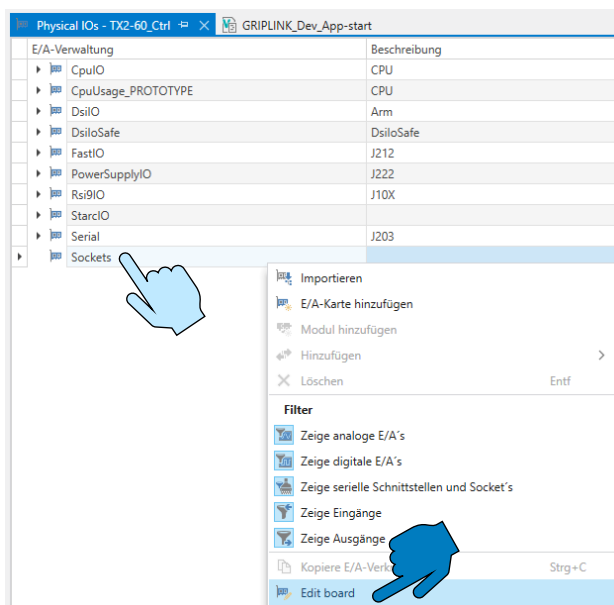 Physical IOs - TX2-60_Ctrl GRIPLINK_Dev_App-start
E/A-Verwaltung Beschreibung
CpuIO CPU
CpuUsage_PROTOTYPE CPU
DsiIO Arm
DsiIoSafe DsiIoSafe
FastIO J212
PowerSupplyIO J222
Rsi9IO J10X
StarcIO
Serial J203
Sockets
Importieren
E/A-Karte hinzufügen
Modul hinzufügen
Hinzufügen
Löschen Entf
Filter
Zeige analoge E/A´s
Zeige digitale E/A´s
Zeige serielle Schnittstellen und Socket´s
Zeige Eingänge
Zeige Ausgänge
Kopiere Strg+C
Edit board